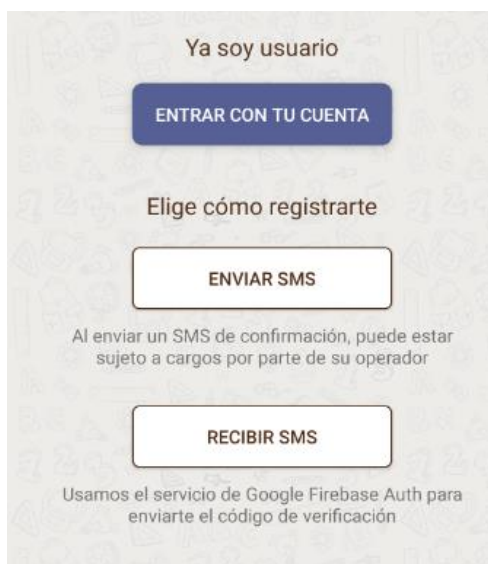 Ya soy usuario
ENTRAR CON TU CUENTA
Elige cómo registrarte
ENVIAR SMS
Al enviar un SMS de confirmación, puede estar
sujeto a cargos por parte de su operador
RECIBIR SMS
Usamos el servicio de Google Firebase Auth para
enviarte el código de verificación